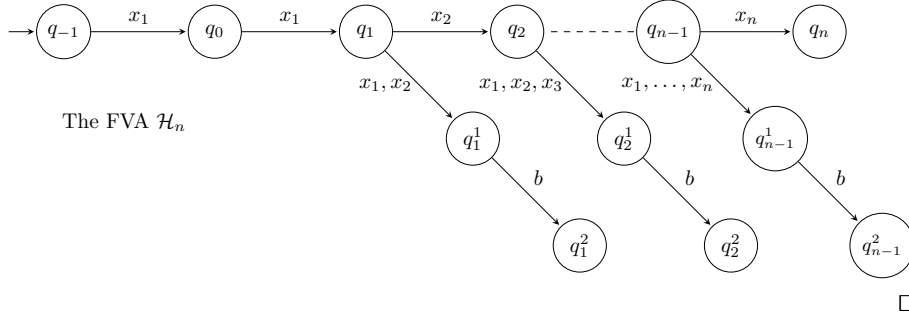 x_1 x_1 x_2 x_n
q_{-1} q_0 q_1 q_2 q_{n-1} q_n
x_1, x_2 x_1, x_2, x_3 x_1, \ldots, x_n
The FVA \mathcal{H}_n
q_1^1 q_2^1 q_{n-1}^1
b b b
q_1^2 q_2^2 q_{n-1}^2
□